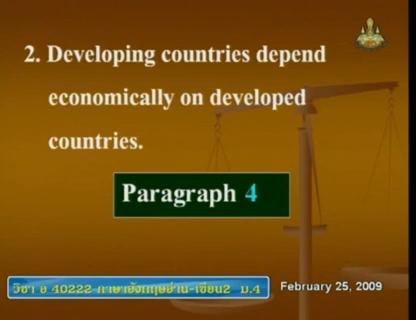 2. Developing countries depend
economically on developed
countries.
Paragraph 4
วิชา อ 40222 ภาษาอังกฤษอ่าน-เขียน2 ม.4
February 25, 2009